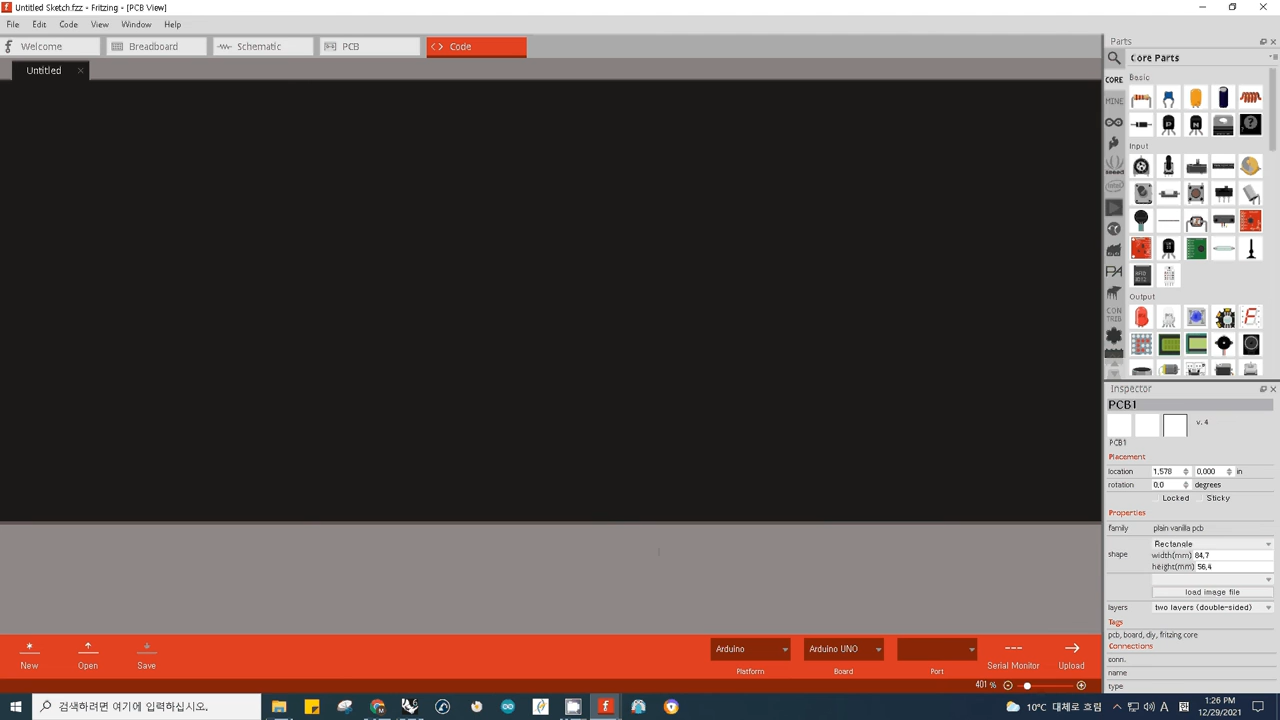 Untitled Sketch.fzz - Fritzing - [PCB View]
File Edit Code View Window Help
Welcome Breadboard Schematic PCB Code
Untitled
Parts
Core Parts
CORE
Basic
MINE
Input
Output
CON
TRIB
Inspector
PCB1
v. 4
PCB1
Placement
location 1,578 0,000 in
rotation 0,0 degrees
Locked Sticky
Properties
family plain vanilla pcb
shape Rectangle
width(mm) 84,7
height(mm) 56,4
load image file
layers two layers (double-sided)
Tags
pcb, board, diy, fritzing core
Connections
conn.
name
type
New Open Save
Arduino Arduino UNO
Platform Board Port Serial Monitor Upload
401 %
검색하려면 여기에 입력하십시오.
10°C 대체로 흐림
A
1:26 PM
12/29/2021